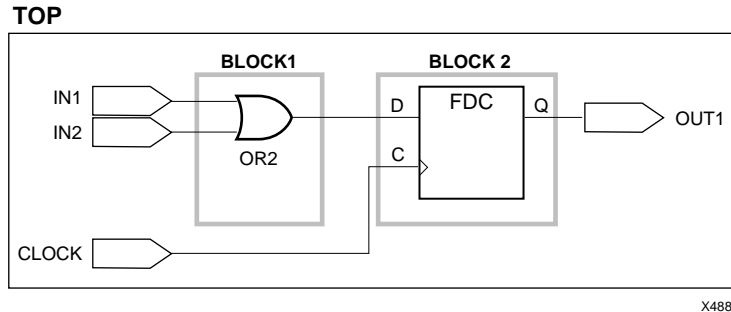 TOP
BLOCK1
BLOCK 2
IN1
IN2
OR2
D
FDC
Q
C
OUT1
CLOCK
X488